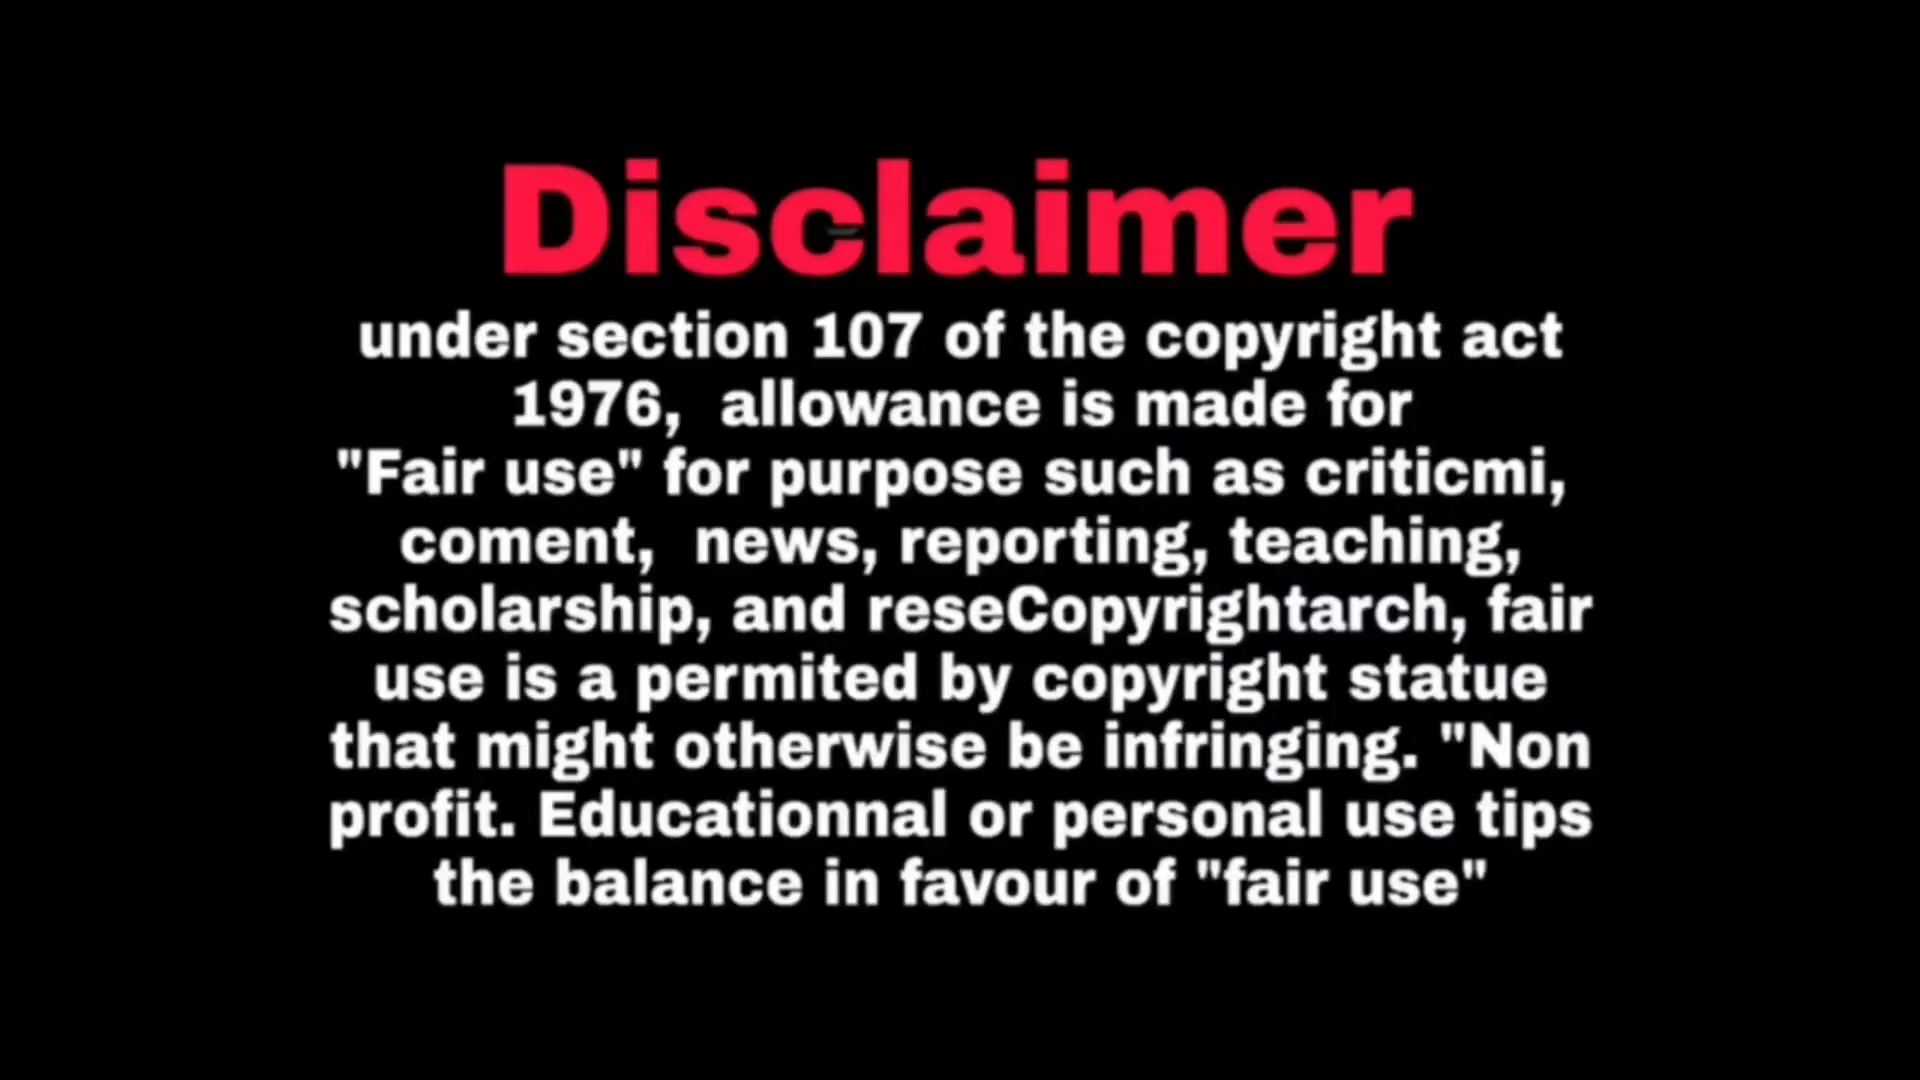 Disclaimer
under section 107 of the copyright act
1976, allowance is made for
"Fair use" for purpose such as criticmi,
coment, news, reporting, teaching,
scholarship, and reseCopyrightarch, fair
use is a permited by copyright statue
that might otherwise be infringing. "Non
profit. Educationnal or personal use tips
the balance in favour of "fair use"